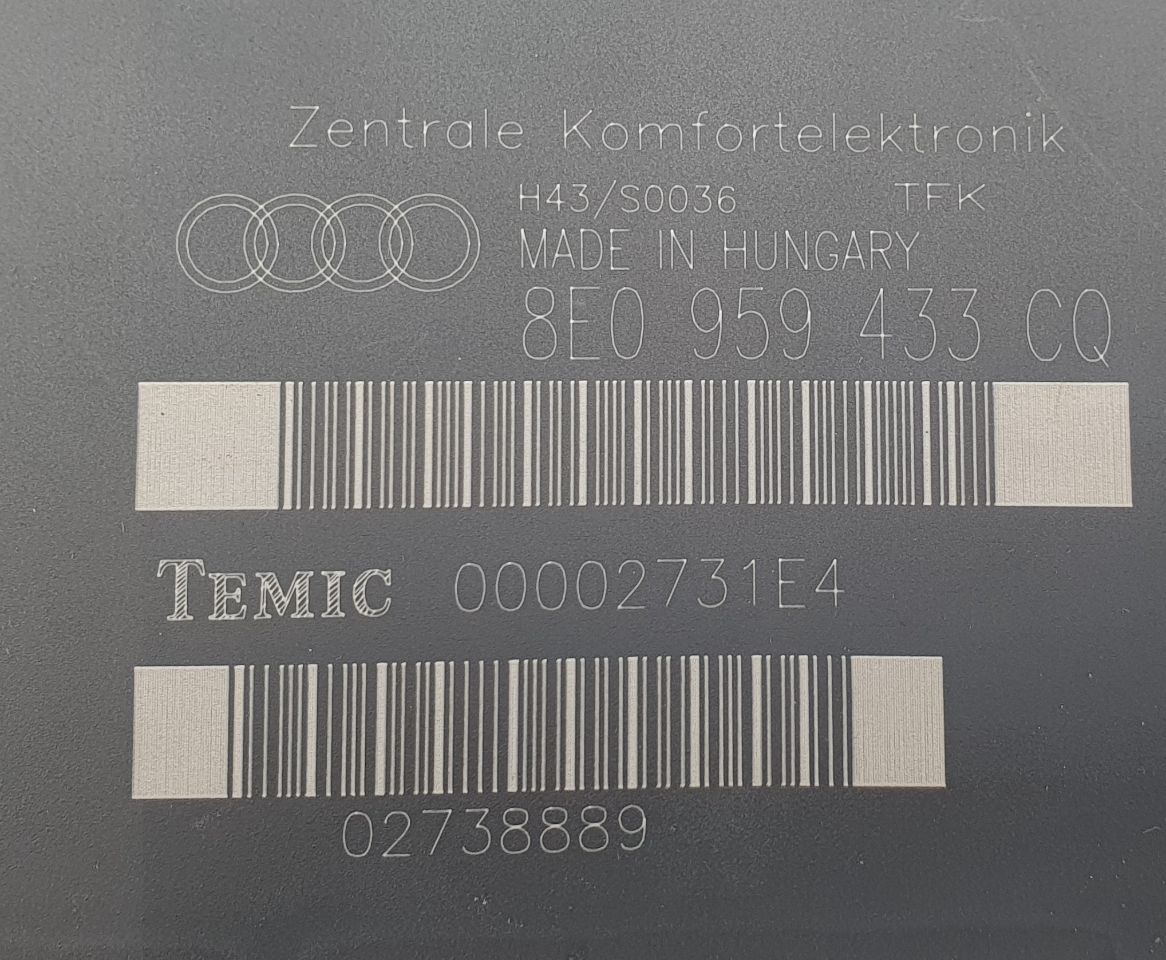 Zentrale Komfortelektronik
H43/S0036 TFK
MADE IN HUNGARY
8E0 959 433 CQ
TEMIC 00002731E4
02738889